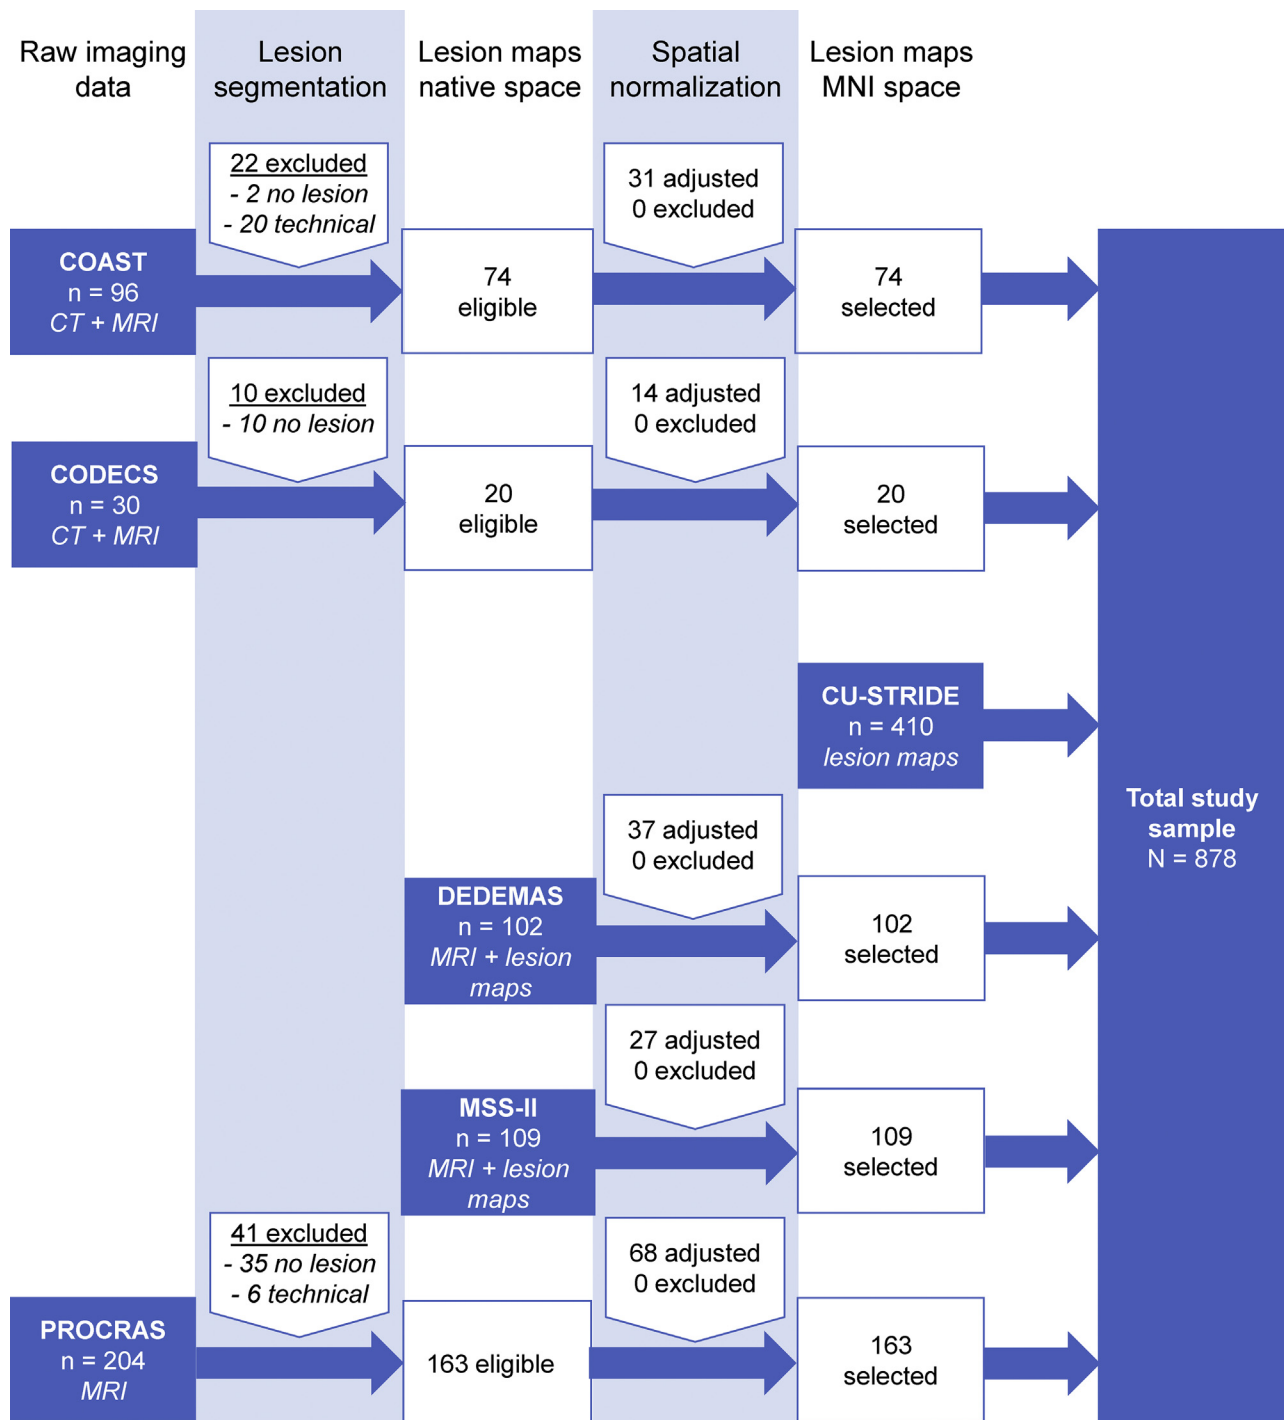 Raw imaging
data
Lesion
segmentation
Lesion maps
native space
Spatial
normalization
Lesion maps
MNI space
22 excluded
- 2 no lesion
- 20 technical
31 adjusted
0 excluded
COAST
n = 96
CT + MRI
74
eligible
74
selected
10 excluded
- 10 no lesion
14 adjusted
0 excluded
CODECS
n = 30
CT + MRI
20
eligible
20
selected
CU-STRIDE
n = 410
lesion maps
Total study
sample
N = 878
37 adjusted
0 excluded
DEDEMAS
n = 102
MRI + lesion
maps
102
selected
27 adjusted
0 excluded
MSS-II
n = 109
MRI + lesion
maps
109
selected
41 excluded
- 35 no lesion
- 6 technical
68 adjusted
0 excluded
PROCRAS
n = 204
MRI
163 eligible
163
selected